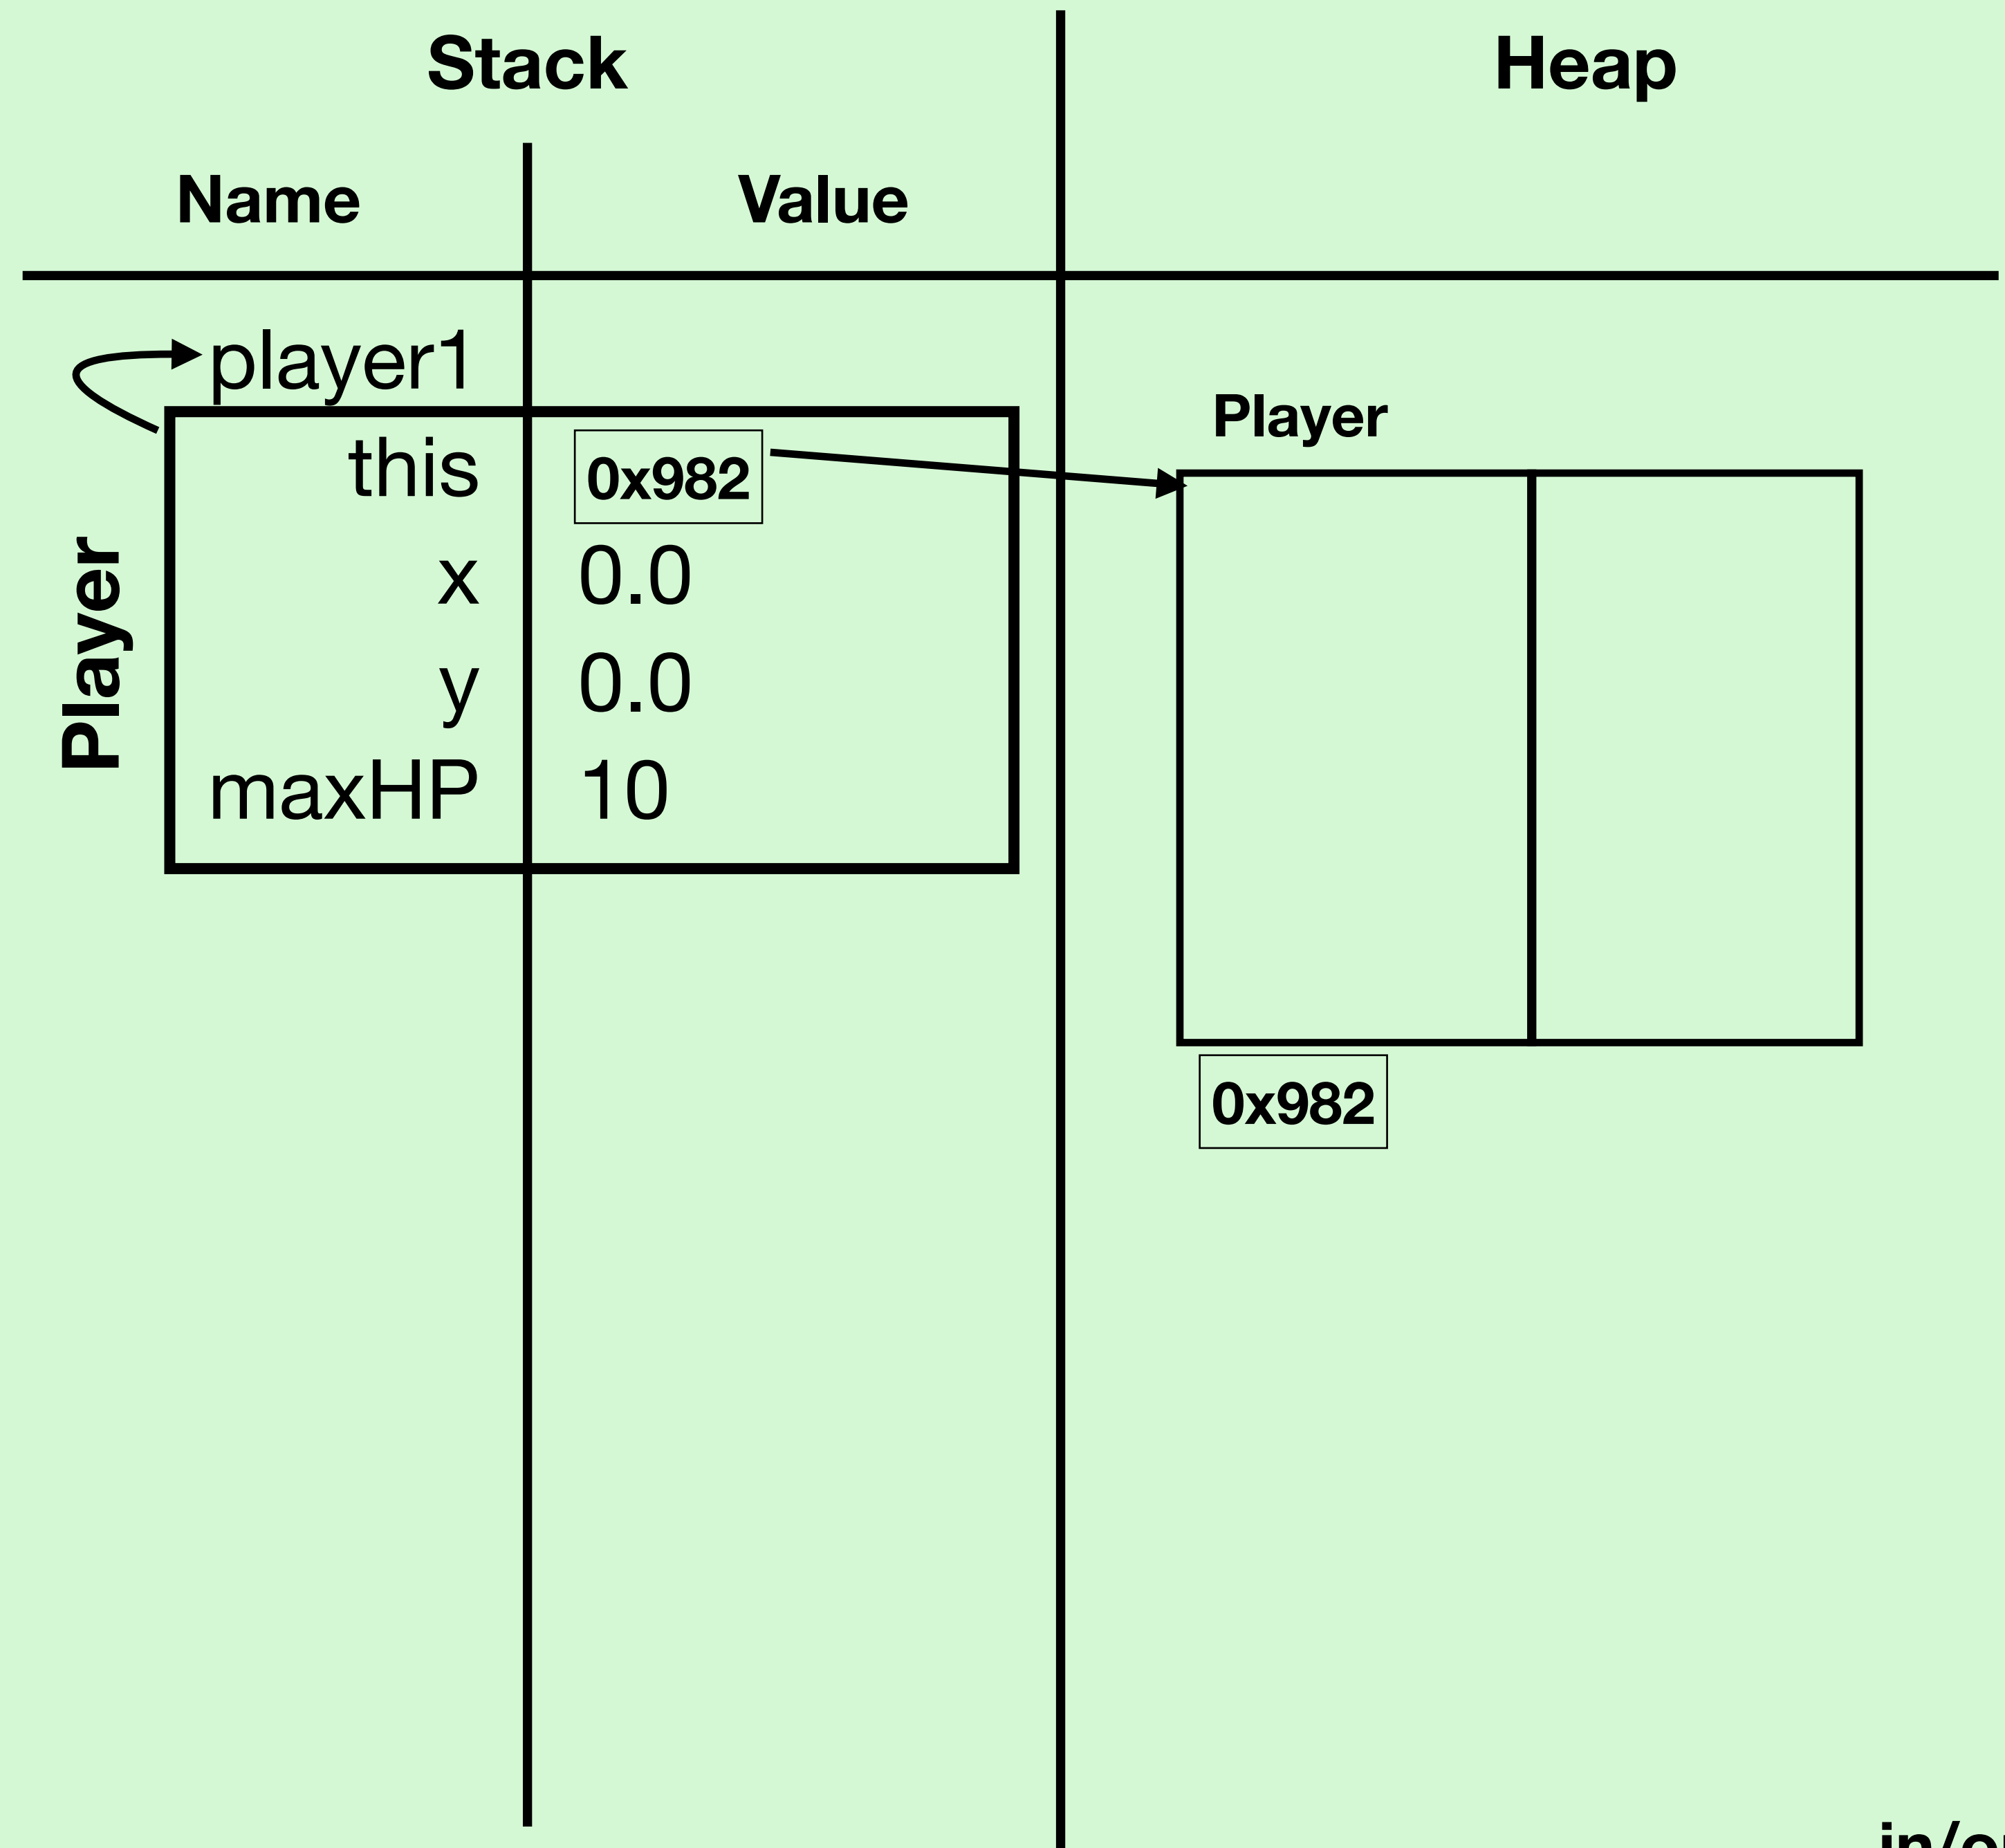 Stack
Heap
Name
Value
player1
Player
this
0x982
x
0.0
y
0.0
maxHP
10
Player
0x982